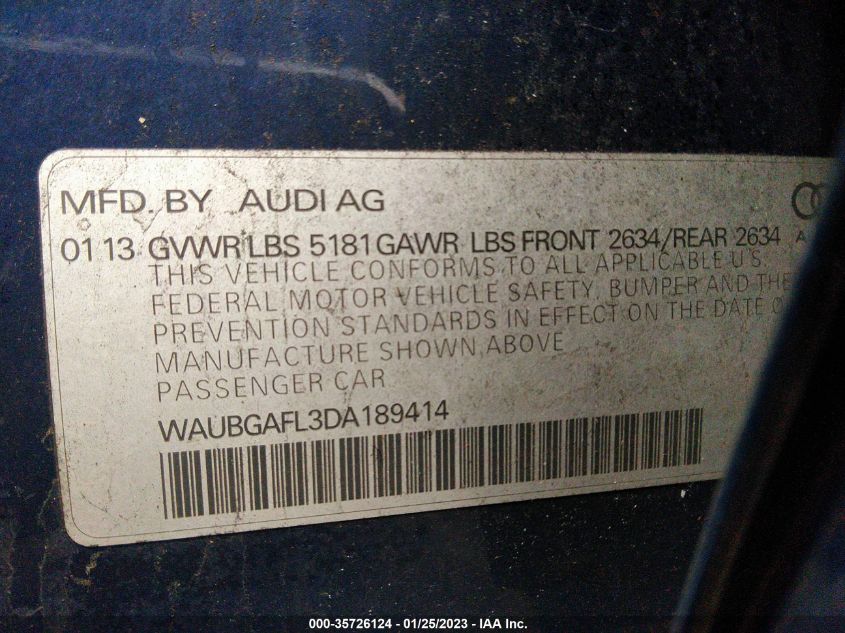 MFD. BY AUDI AG
01 13 GVWR LBS 5181 GAWR LBS FRONT 2634/REAR 2634
THIS VEHICLE CONFORMS TO ALL APPLICABLE U.S.
FEDERAL MOTOR VEHICLE SAFETY, BUMPER AND THE
PREVENTION STANDARDS IN EFFECT ON THE DATE O
MANUFACTURE SHOWN ABOVE
PASSENGER CAR
WAUBGAFL3DA189414
000-35726124 - 01/25/2023 - IAA Inc.